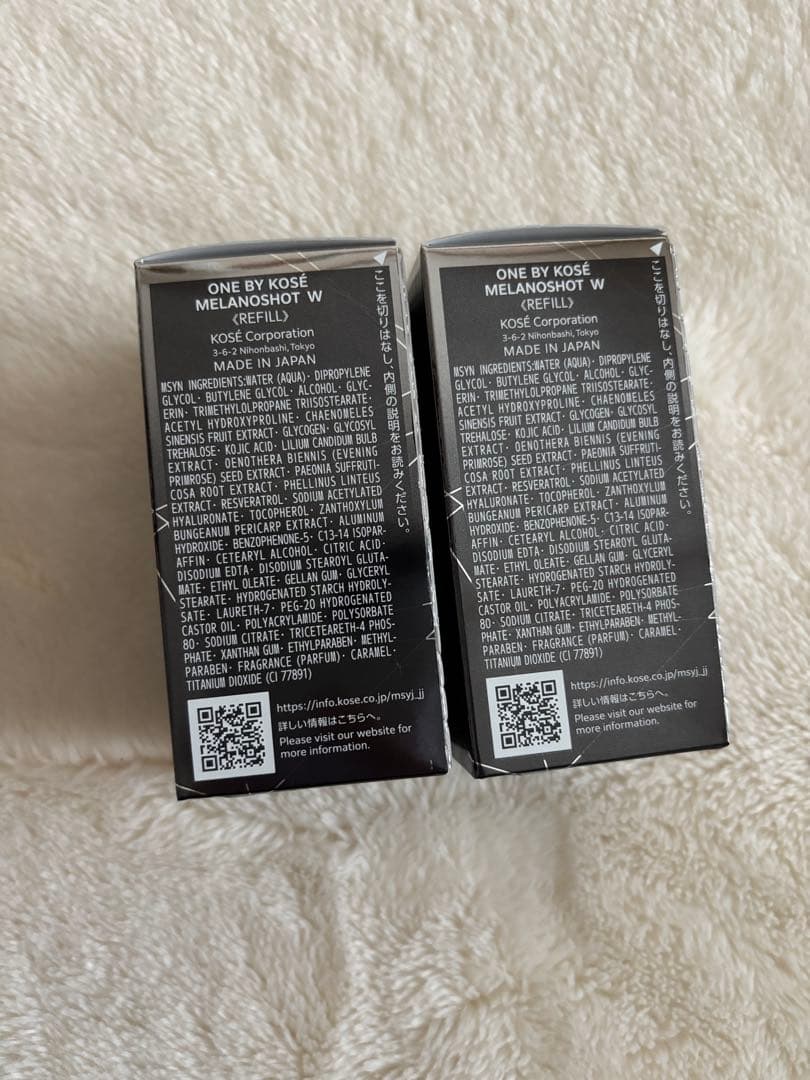 ONE BY KOSÉ
MELANOSHOT W
《REFILL》
KOSÉ Corporation
3-6-2 Nihonbashi, Tokyo
MADE IN JAPAN
MSYN INGREDIENTS:WATER (AQUA)· DIPROPYLENE
GLYCOL· BUTYLENE GLYCOL· ALCOHOL· GLYC-
ERIN· TRIMETHYLOLPROPANE TRIISOSTEARATE·
ACETYL HYDROXYPROLINE· CHAENOMELES
SINENSIS FRUIT EXTRACT· GLYCOGEN· GLYCOSYL
TREHALOSE· KOJIC ACID· LILIUM CANDIDUM BULB
EXTRACT· OENOTHERA BIENNIS (EVENING
PRIMROSE) SEED EXTRACT· PAEONIA SUFFRUTI-
COSA ROOT EXTRACT· PHELLINUS LINTEUS
EXTRACT· RESVERATROL· SODIUM ACETYLATED
HYALURONATE· TOCOPHEROL· ZANTHOXYLUM
BUNGEANUM PERICARP EXTRACT· ALUMINUM
HYDROXIDE· BENZOPHENONE-5· C13-14 ISOPAR-
AFFIN· CETEARYL ALCOHOL· CITRIC ACID·
DISODIUM EDTA· DISODIUM STEAROYL GLUTA-
MATE· ETHYL OLEATE· GELLAN GUM· GLYCERYL
STEARATE· HYDROGENATED STARCH HYDROLY-
SATE· LAURETH-7· PEG-20 HYDROGENATED
CASTOR OIL· POLYACRYLAMIDE· POLYSORBATE
80· SODIUM CITRATE· TRICETEARETH-4 PHOS-
PHATE· XANTHAN GUM· ETHYLPARABEN· METHYL-
PARABEN· FRAGRANCE (PARFUM)· CARAMEL·
TITANIUM DIOXIDE (CI 77891)
https://info.kose.co.jp/msyj_jj
詳しい情報はこちらへ。
Please visit our website for
more information.
ここを切りはなし、内側の説明をお読みください。
ONE BY KOSÉ
MELANOSHOT W
《REFILL》
KOSÉ Corporation
3-6-2 Nihonbashi, Tokyo
MADE IN JAPAN
MSYN INGREDIENTS:WATER (AQUA)· DIPROPYLENE
GLYCOL· BUTYLENE GLYCOL· ALCOHOL· GLYC-
ERIN· TRIMETHYLOLPROPANE TRIISOSTEARATE·
ACETYL HYDROXYPROLINE· CHAENOMELES
SINENSIS FRUIT EXTRACT· GLYCOGEN· GLYCOSYL
TREHALOSE· KOJIC ACID· LILIUM CANDIDUM BULB
EXTRACT· OENOTHERA BIENNIS (EVENING
PRIMROSE) SEED EXTRACT· PAEONIA SUFFRUTI-
COSA ROOT EXTRACT· PHELLINUS LINTEUS
EXTRACT· RESVERATROL· SODIUM ACETYLATED
HYALURONATE· TOCOPHEROL· ZANTHOXYLUM
BUNGEANUM PERICARP EXTRACT· ALUMINUM
HYDROXIDE· BENZOPHENONE-5· C13-14 ISOPAR-
AFFIN· CETEARYL ALCOHOL· CITRIC ACID·
DISODIUM EDTA· DISODIUM STEAROYL GLUTA-
MATE· ETHYL OLEATE· GELLAN GUM· GLYCERYL
STEARATE· HYDROGENATED STARCH HYDROLY-
SATE· LAURETH-7· PEG-20 HYDROGENATED
CASTOR OIL· POLYACRYLAMIDE· POLYSORBATE
80· SODIUM CITRATE· TRICETEARETH-4 PHOS-
PHATE· XANTHAN GUM· ETHYLPARABEN· METHYL-
PARABEN· FRAGRANCE (PARFUM)· CARAMEL·
TITANIUM DIOXIDE (CI 77891)
https://info.kose.co.jp/msyj_jj
詳しい情報はこちらへ。
Please visit our website for
more information.
ここを切りはなし、内側の説明をお読みください。